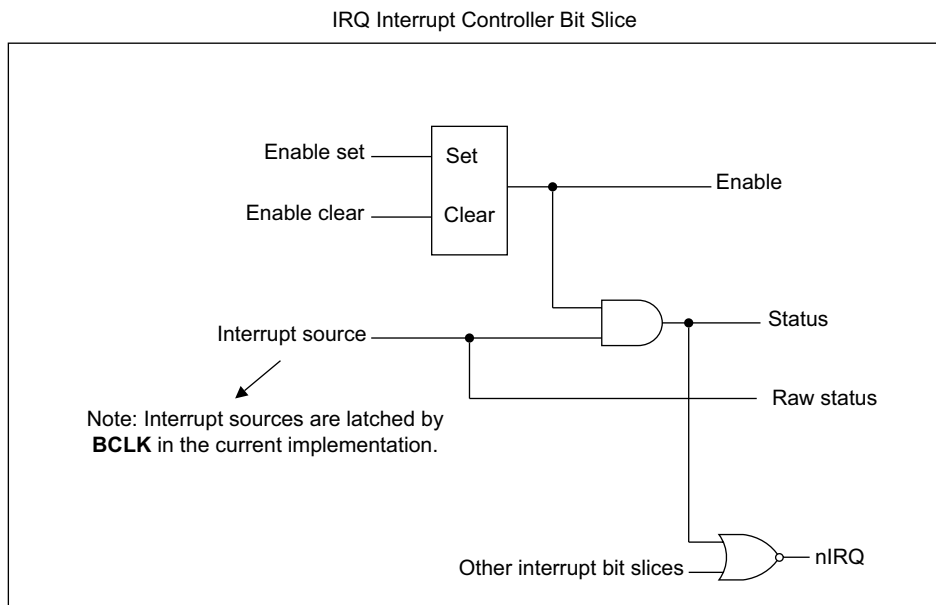 IRQ Interrupt Controller Bit Slice
Enable set
Set
Enable
Enable clear
Clear
Interrupt source
Status
Raw status
Note: Interrupt sources are latched by
BCLK in the current implementation.
Other interrupt bit slices
nIRQ